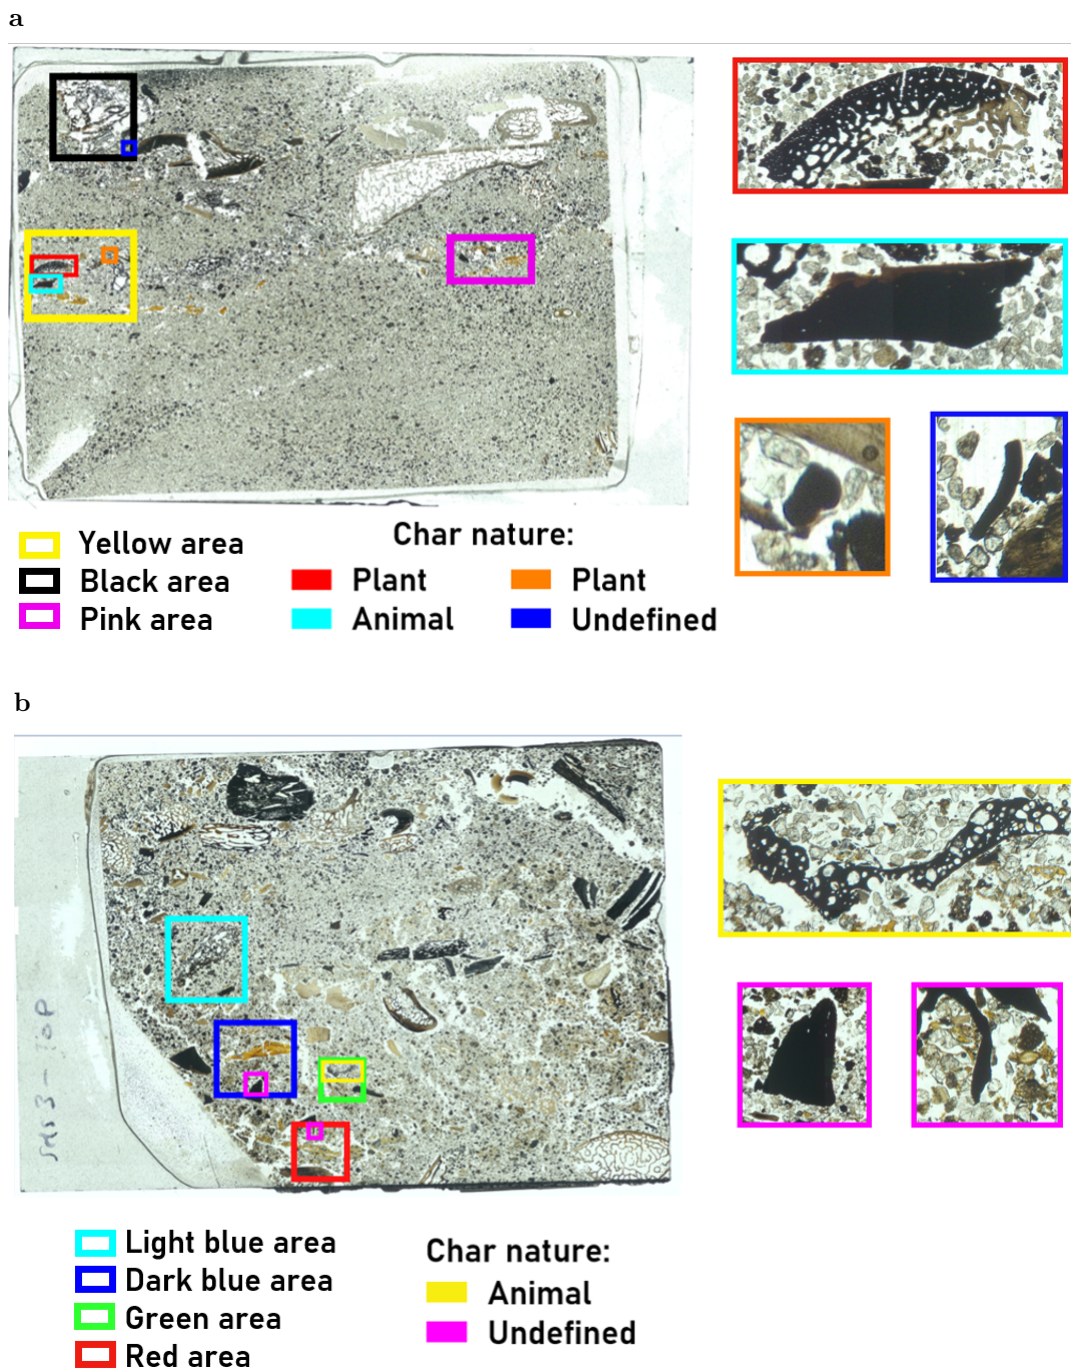 a
Yellow area
Black area
Pink area
Char nature:
Plant
Plant
Animal
Undefined
b
Light blue area
Dark blue area
Green area
Red area
Char nature:
Animal
Undefined